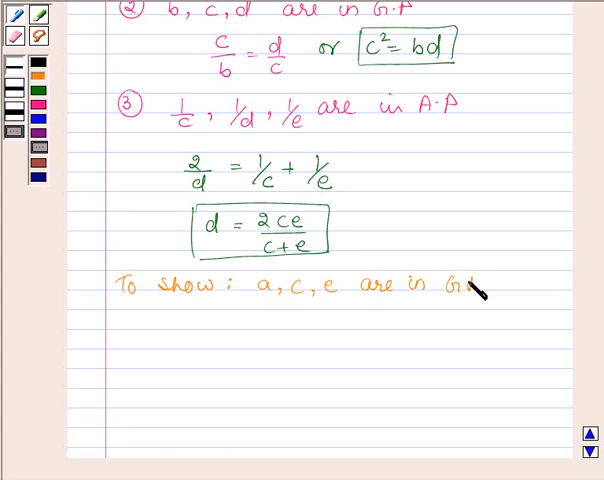 ② b, c, d are in G.P
c/b = d/c or c² = bd
③ 1/c, 1/d, 1/e are in A.P
2/d = 1/c + 1/e
d = 2ce/c+e
To show: a, c, e are in G